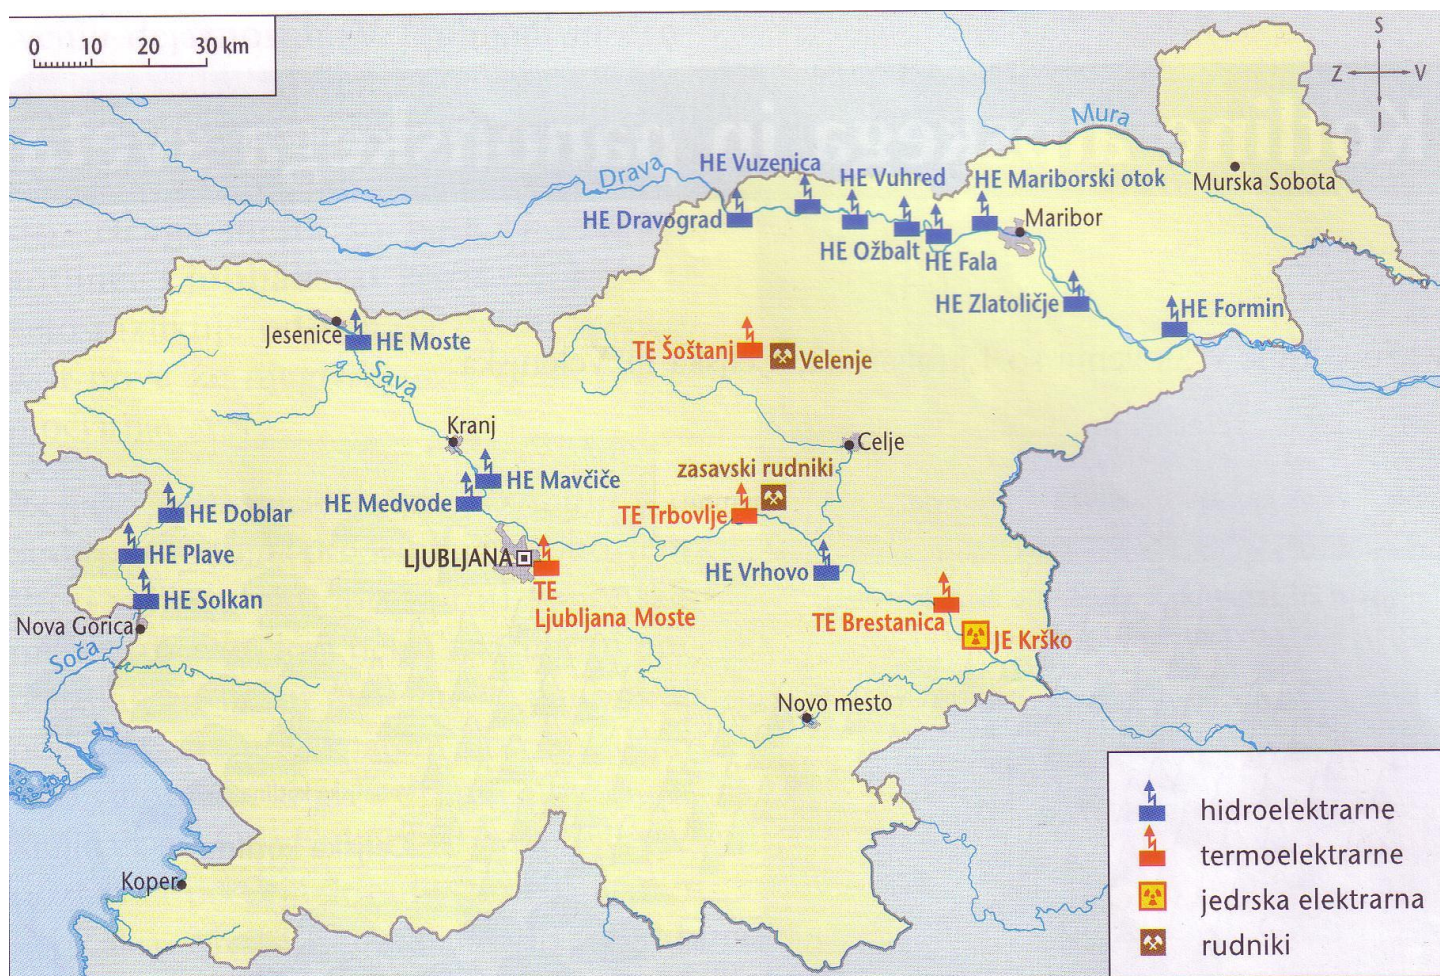 0 10 20 30 km
S
Z V
J
Mura
Drava
HE Vuzenica
HE Vuhred
HE Mariborski otok
Murska Sobota
HE Dravograd
Maribor
HE Ožbalt
HE Fala
HE Zlatoličje
HE Formin
Jesenice
HE Moste
TE Šoštanj
Velenje
Sava
Kranj
Celje
zasavski rudniki
HE Mavčiče
HE Medvode
HE Doblar
TE Trbovlje
HE Plave
LJUBLJANA
HE Vrhovo
TE
Ljubljana Moste
HE Solkan
TE Brestanica
Nova Gorica
JE Krško
Soča
Novo mesto
Koper
hidroelektrarne
termoelektrarne
jedrska elektrarna
rudniki